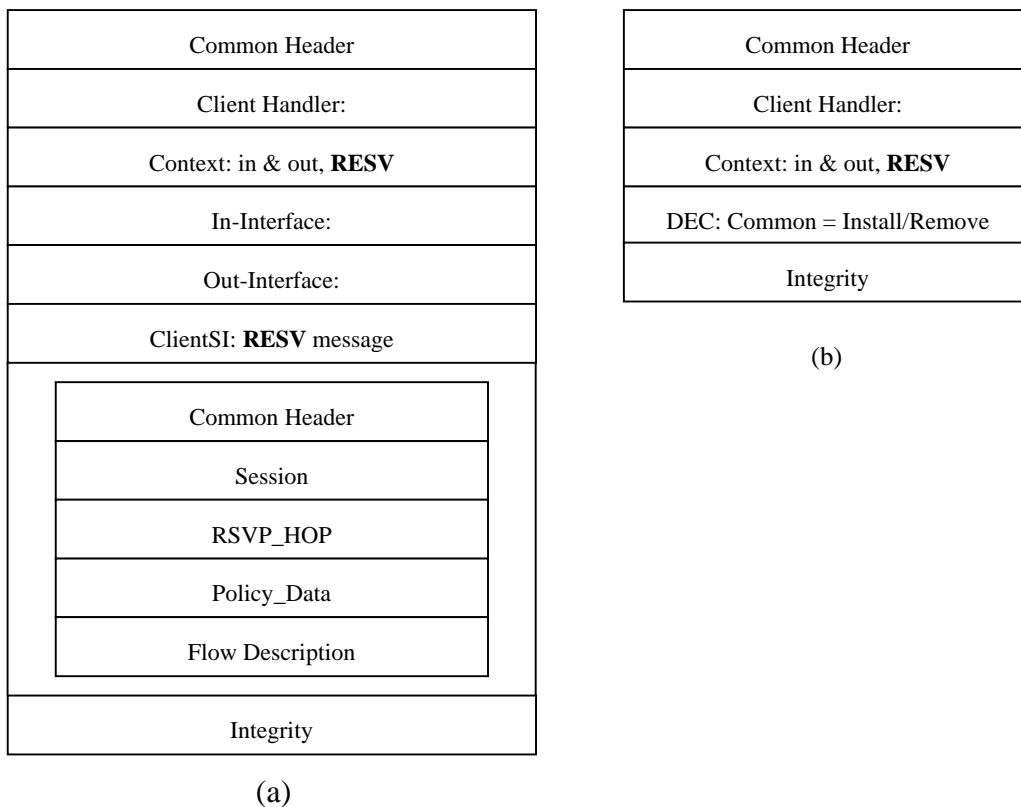 Common Header
Client Handler:
Context: in & out, RESV
In-Interface:
Out-Interface:
ClientSI: RESV message
Common Header
Session
RSVP_HOP
Policy_Data
Flow Description
Integrity
(a)
Common Header
Client Handler:
Context: in & out, RESV
DEC: Common = Install/Remove
Integrity
(b)